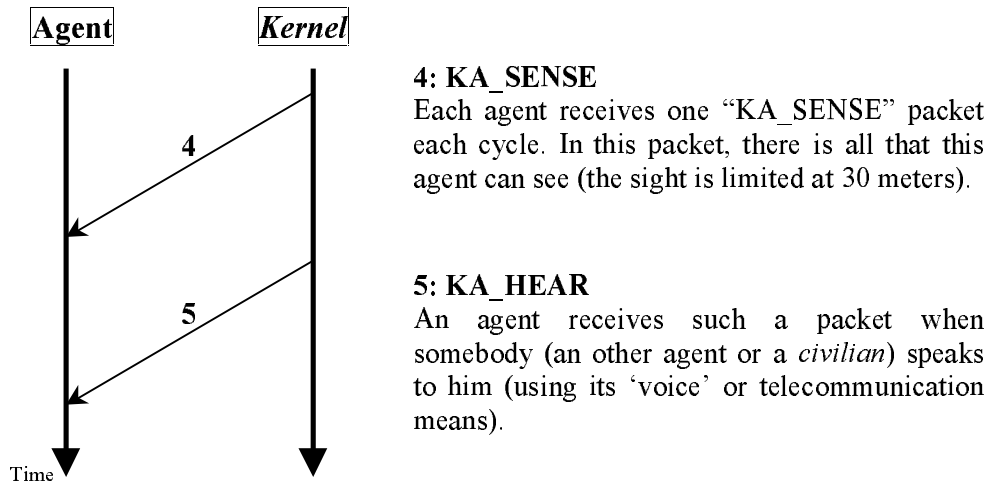 Agent
Kernel
4: KA_SENSE
Each agent receives one “KA_SENSE” packet
each cycle. In this packet, there is all that this
agent can see (the sight is limited at 30 meters).
4
5: KA_HEAR
An agent receives such a packet when
somebody (an other agent or a civilian) speaks
to him (using its ‘voice’ or telecommunication
means).
5
Time